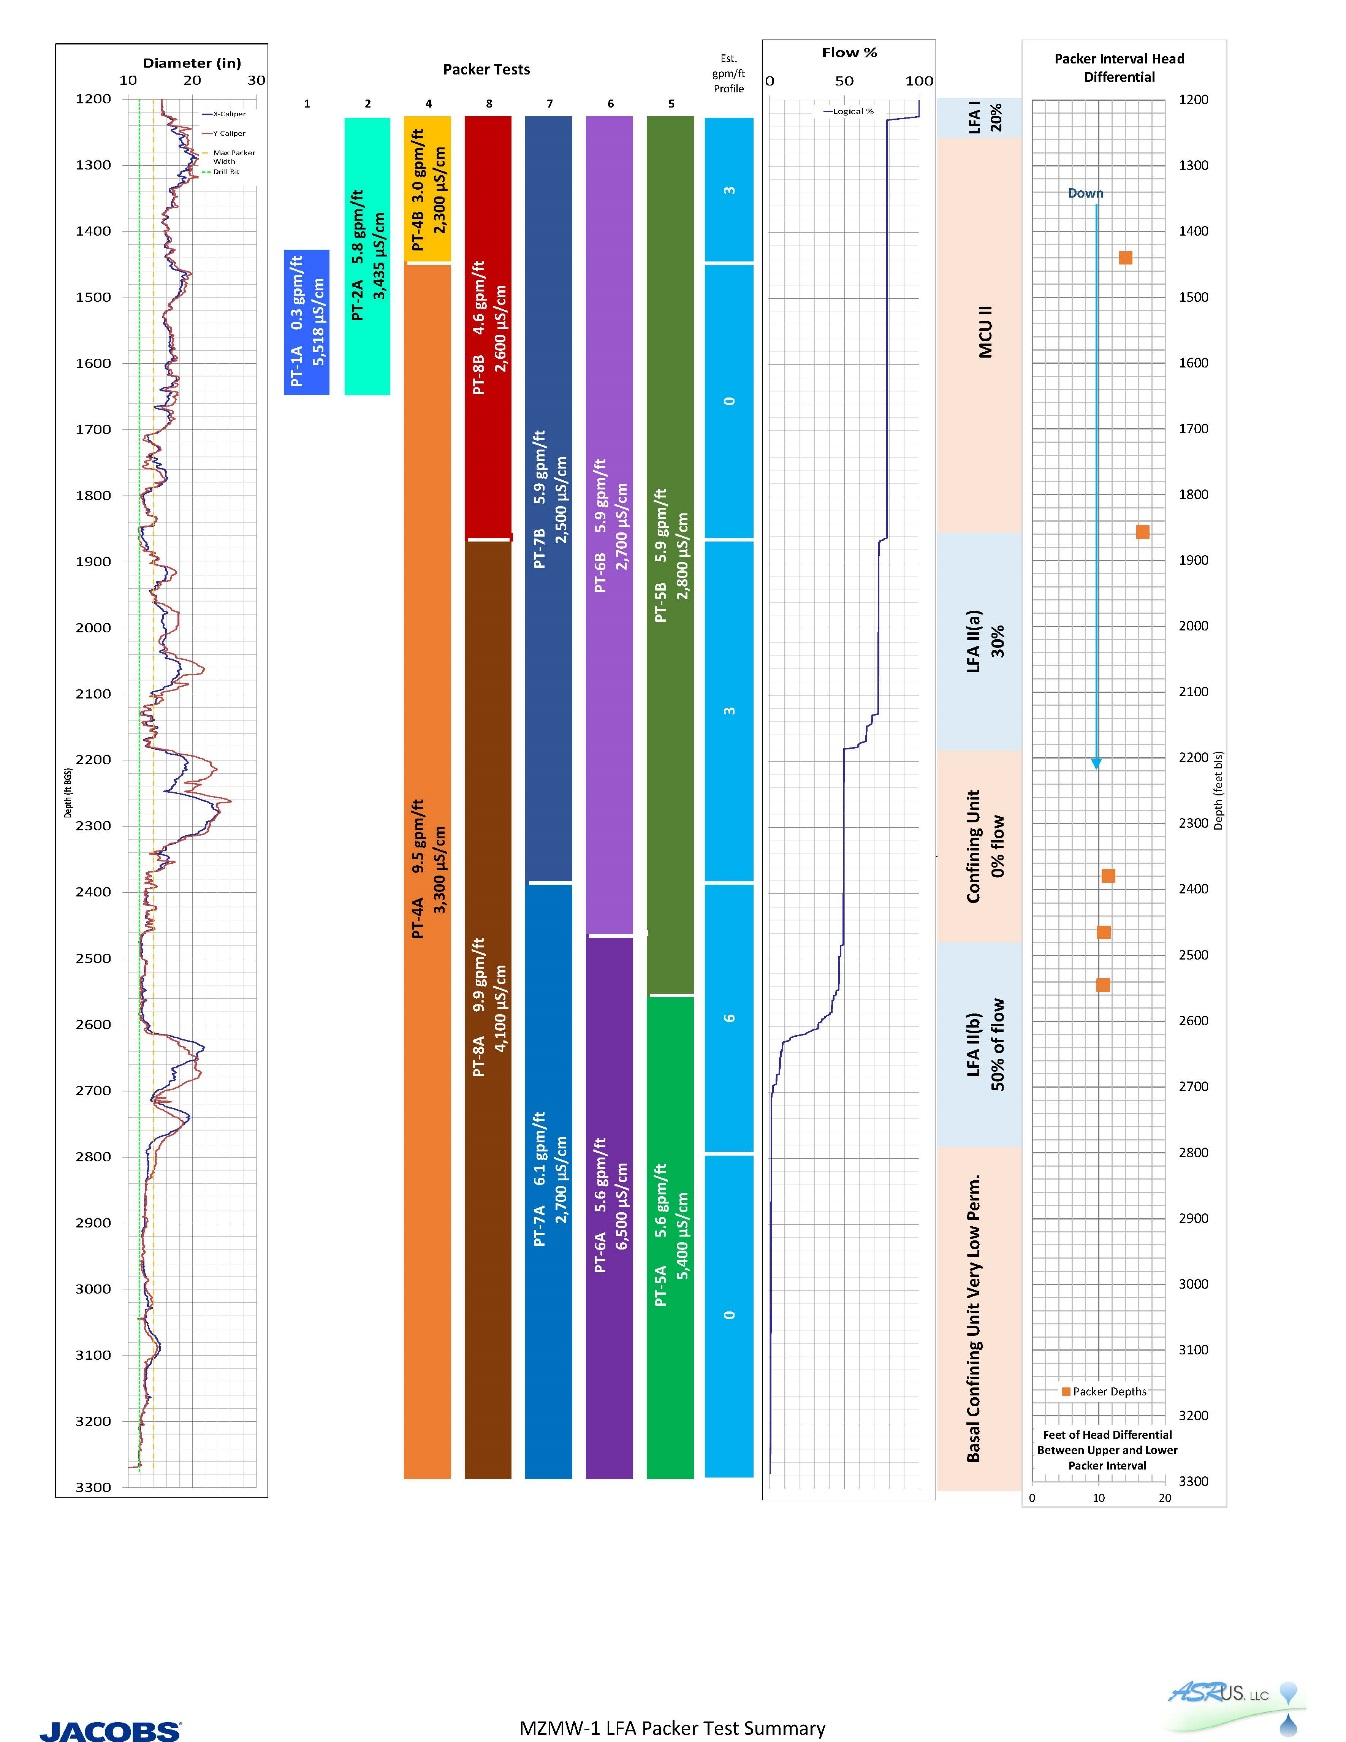 Diameter (in)
10 20 30
1200
1300
1400
1500
1600
1700
1800
1900
2000
2100
2200
2300
2400
2500
2600
2700
2800
2900
3000
3100
3200
3300
Depth (ft BGS)
X-Caliper
Y-Caliper
Max Packer
Width
Drill Bit
Packer Tests
1 2 4 8 7 6 5
Est.
gpm/ft
Profile
PT-1A 0.3 gpm/ft
5,518 µS/cm
PT-2A 5.8 gpm/ft
3,435 µS/cm
PT-4B 3.0 gpm/ft
2,300 µS/cm
PT-4A 9.5 gpm/ft
3,300 µS/cm
PT-8B 4.6 gpm/ft
2,600 µS/cm
PT-8A 9.9 gpm/ft
4,100 µS/cm
PT-7B 5.9 gpm/ft
2,500 µS/cm
PT-7A 6.1 gpm/ft
2,700 µS/cm
PT-6B 5.9 gpm/ft
2,700 µS/cm
PT-6A 5.6 gpm/ft
6,500 µS/cm
PT-5B 5.9 gpm/ft
2,800 µS/cm
PT-5A 5.6 gpm/ft
5,400 µS/cm
3
0
3
6
0
Flow %
0 50 100
Logical %
LFA I
20%
MCU II
LFA II(a)
30%
Confining Unit
0% flow
LFA II(b)
50% of flow
Basal Confining Unit Very Low Perm.
Packer Interval Head
Differential
Down
1200
1300
1400
1500
1600
1700
1800
1900
2000
2100
2200
2300
2400
2500
2600
2700
2800
2900
3000
3100
3200
3300
Depth (feet bls)
Packer Depths
Feet of Head Differential
Between Upper and Lower
Packer Interval
0 10 20
JACOBS
MZMW-1 LFA Packer Test Summary
ASRUS, LLC